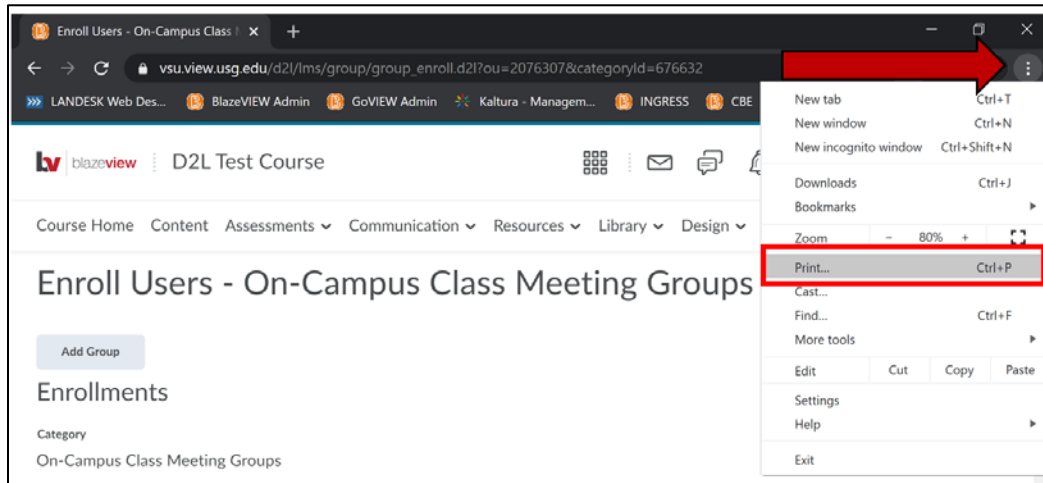 Enroll Users - On-Campus Class
vsu.view.usg.edu/d2l/lms/group/group_enroll.d2l?ou=2076307&categoryId=676632
LANDESK Web Des... BlazeVIEW Admin GoVIEW Admin Kaltura - Managem... INGRESS CBE
New tab Ctrl+T
New window Ctrl+N
New incognito window Ctrl+Shift+N
Downloads Ctrl+J
Bookmarks
Zoom - 80% +
Print... Ctrl+P
Cast...
Find... Ctrl+F
More tools
Edit Cut Copy Paste
Settings
Help
Exit
bv blazeview D2L Test Course
Course Home Content Assessments Communication Resources Library Design
Enroll Users - On-Campus Class Meeting Groups
Add Group
Enrollments
Category
On-Campus Class Meeting Groups